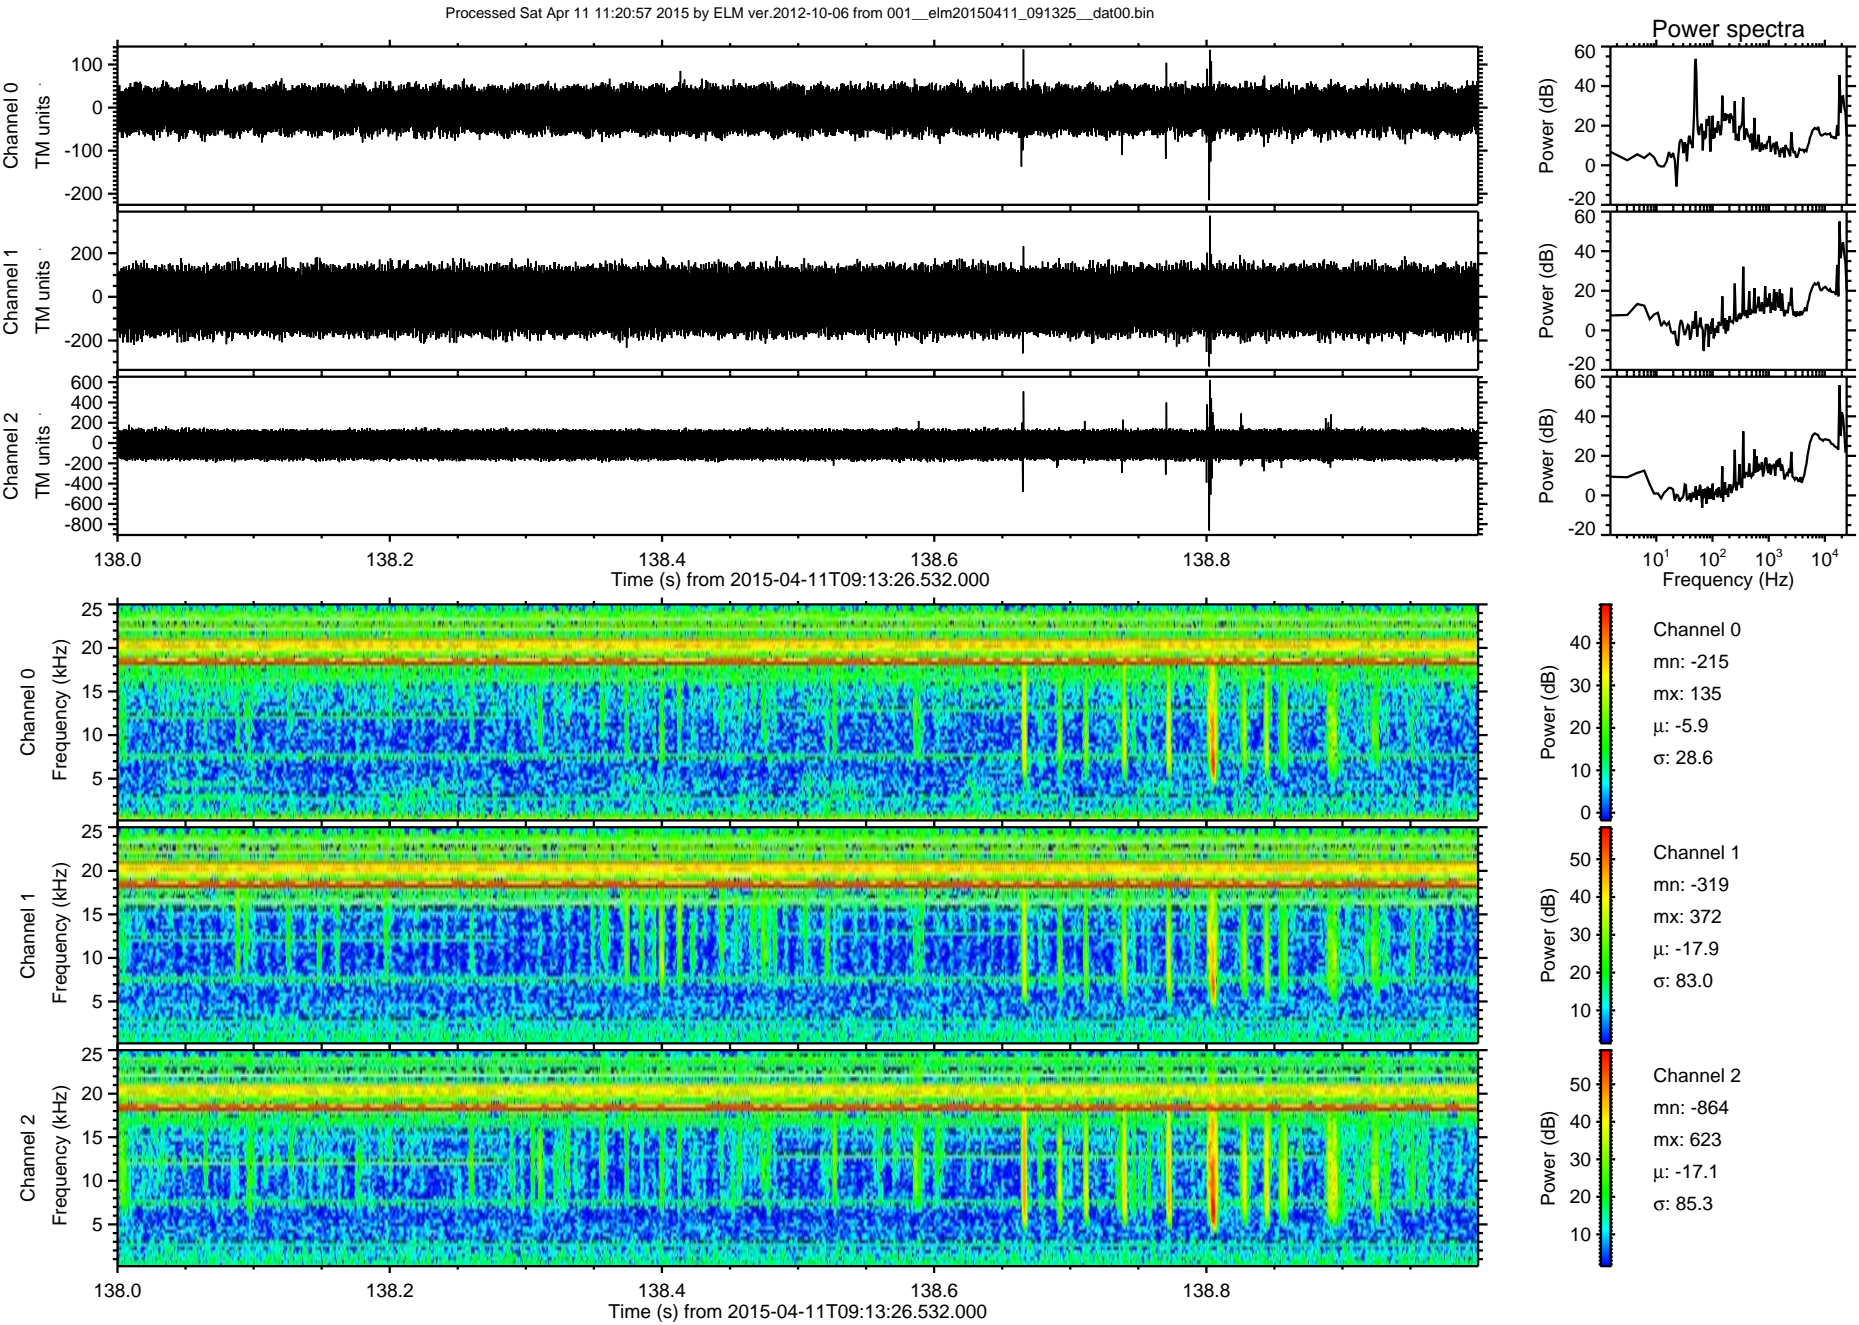 Processed Sat Apr 11 11:20:57 2015 by ELM ver.2012-10-06 from 001__elm20150411_091325__dat00.bin
Power spectra
Channel 0
TM units
100
0
-100
-200
Power (dB)
60
40
20
0
-20
Channel 1
TM units
200
0
-200
Power (dB)
60
40
20
0
-20
Channel 2
TM units
600
400
200
0
-200
-400
-600
-800
Power (dB)
60
40
20
0
-20
138.0 138.2 138.4 138.6 138.8
Time (s) from 2015-04-11T09:13:26.532.000
10^1 10^2 10^3 10^4
Frequency (Hz)
Channel 0
Frequency (kHz)
25
20
15
10
5
Power (dB)
40
30
20
10
0
Channel 0
mn: -215
mx: 135
μ: -5.9
σ: 28.6
Channel 1
Frequency (kHz)
25
20
15
10
5
Power (dB)
50
40
30
20
10
Channel 1
mn: -319
mx: 372
μ: -17.9
σ: 83.0
Channel 2
Frequency (kHz)
25
20
15
10
5
Power (dB)
50
40
30
20
10
Channel 2
mn: -864
mx: 623
μ: -17.1
σ: 85.3
138.0 138.2 138.4 138.6 138.8
Time (s) from 2015-04-11T09:13:26.532.000